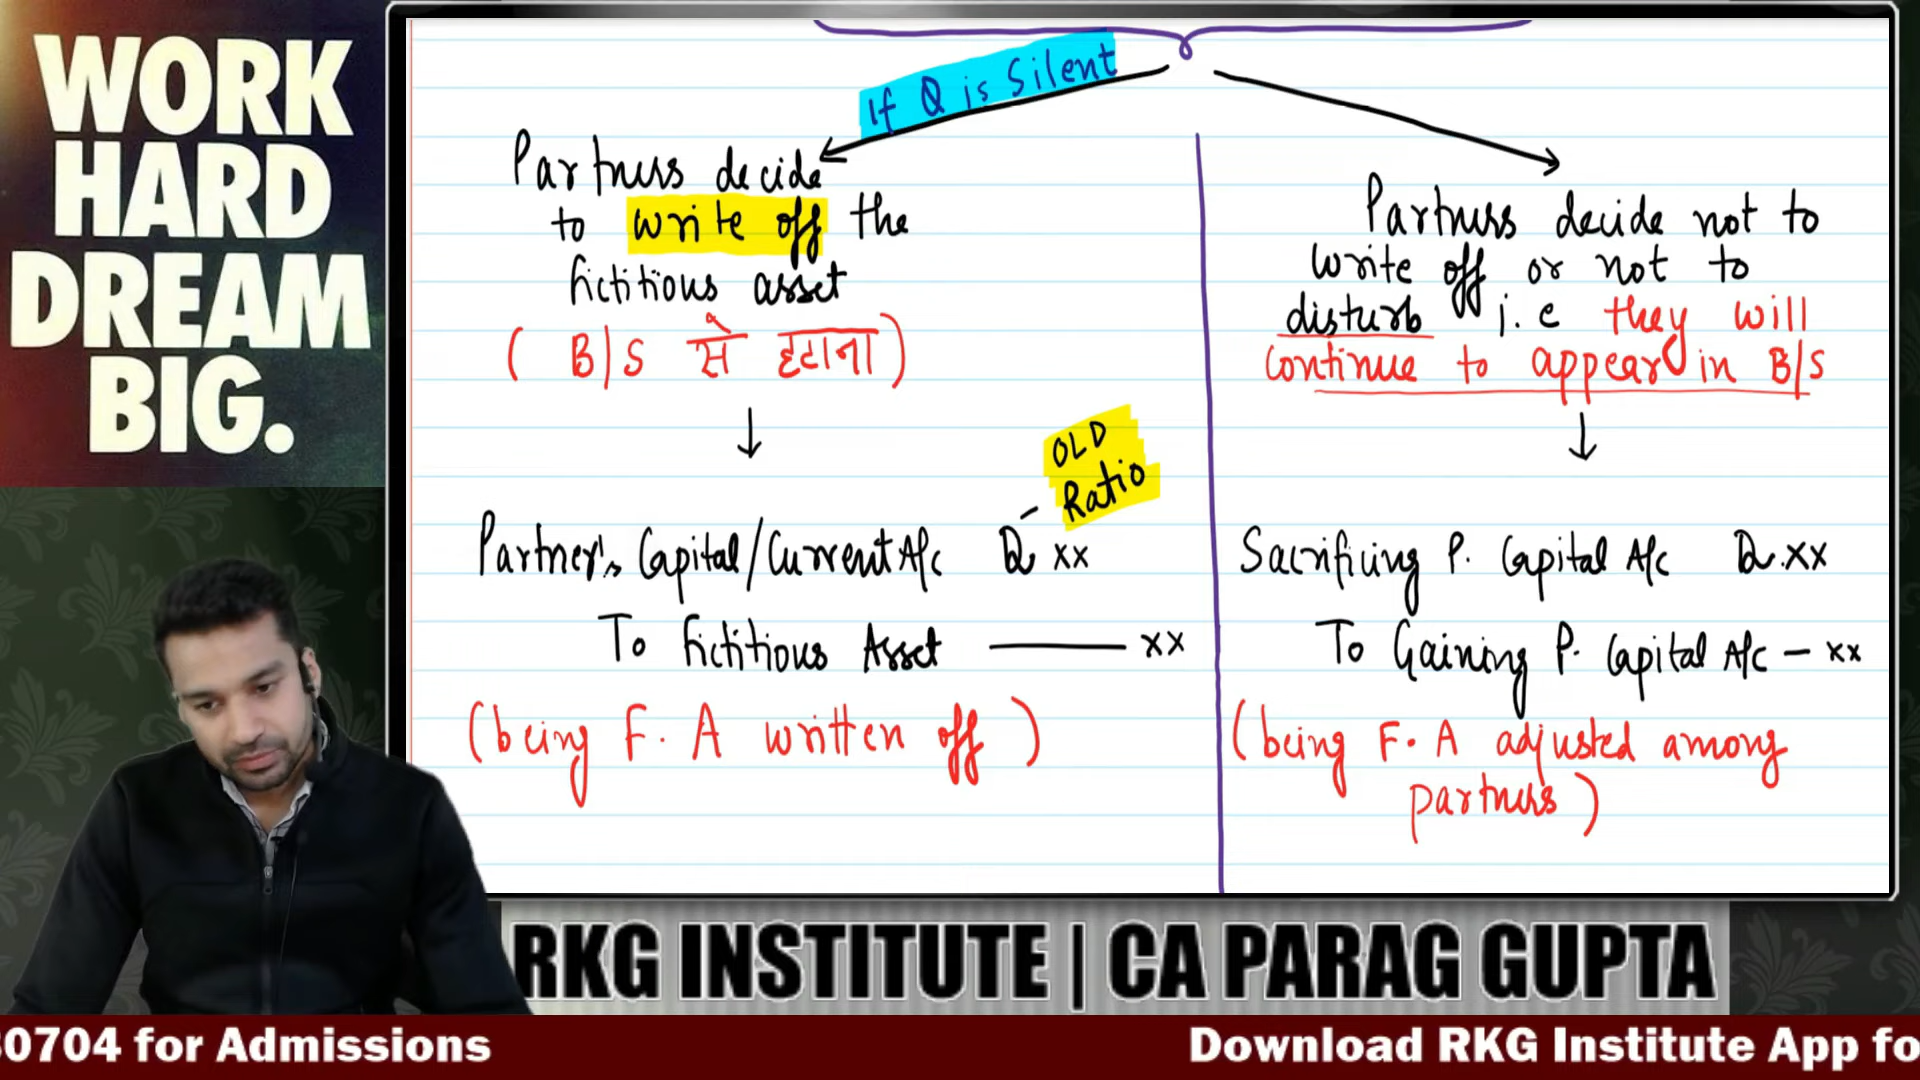 WORK
HARD
DREAM
BIG.
If Q is Silent
Partners decide
to write off the
fictitious asset
( B/S से हटाना )
OLD
Ratio
Partner's Capital/Current A/c Dr xx
To fictitious Asset xx
(being F. A written off )
Partners decide not to
write off or not to
disturb i.e they will
continue to appear in B/S
Sacrificing P. Capital A/c Dr. xx
To Gaining P. Capital A/c - xx
(being F. A adjusted among
partners )
RKG INSTITUTE | CA PARAG GUPTA
0704 for Admissions
Download RKG Institute App fo